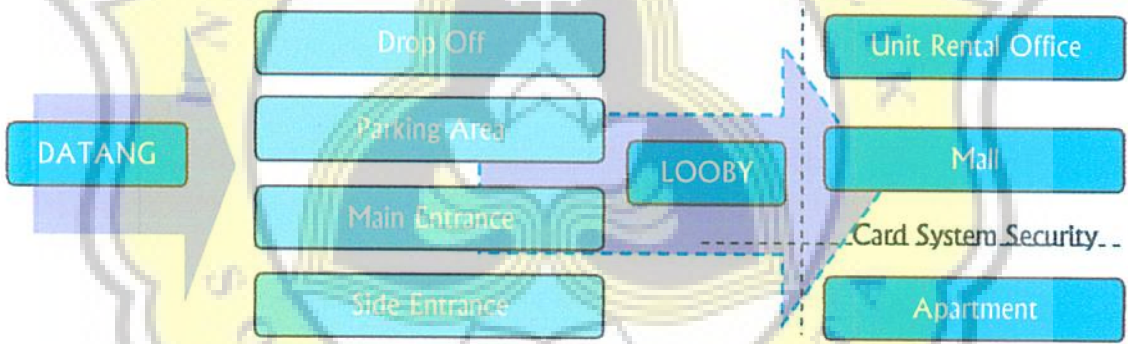 DATANG
Drop Off
Parking Area
Main Entrance
Side Entrance
LOOBY
Unit Rental Office
Mall
Card System Security
Apartment